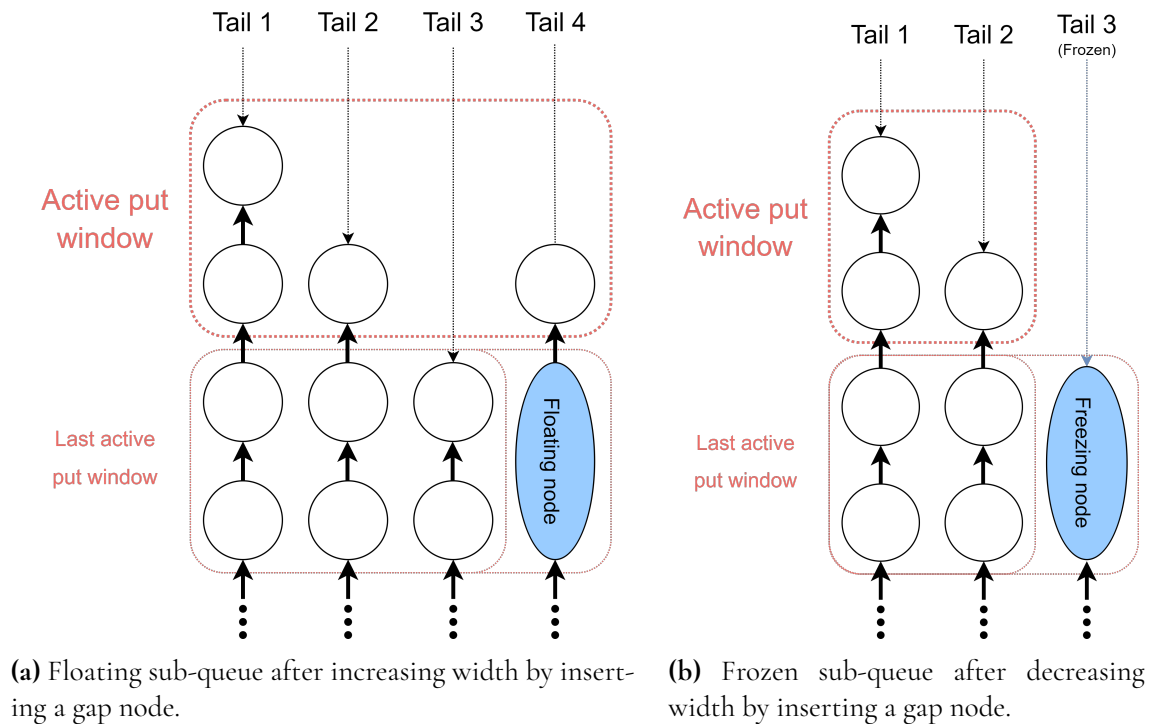 Tail 1 Tail 2 Tail 3 Tail 4
Active put
window
Last active
put window
Floating node
(a) Floating sub-queue after increasing width by insert-
ing a gap node.
Tail 1 Tail 2 Tail 3
(Frozen)
Active put
window
Last active
put window
Freezing node
(b) Frozen sub-queue after decreasing
width by inserting a gap node.